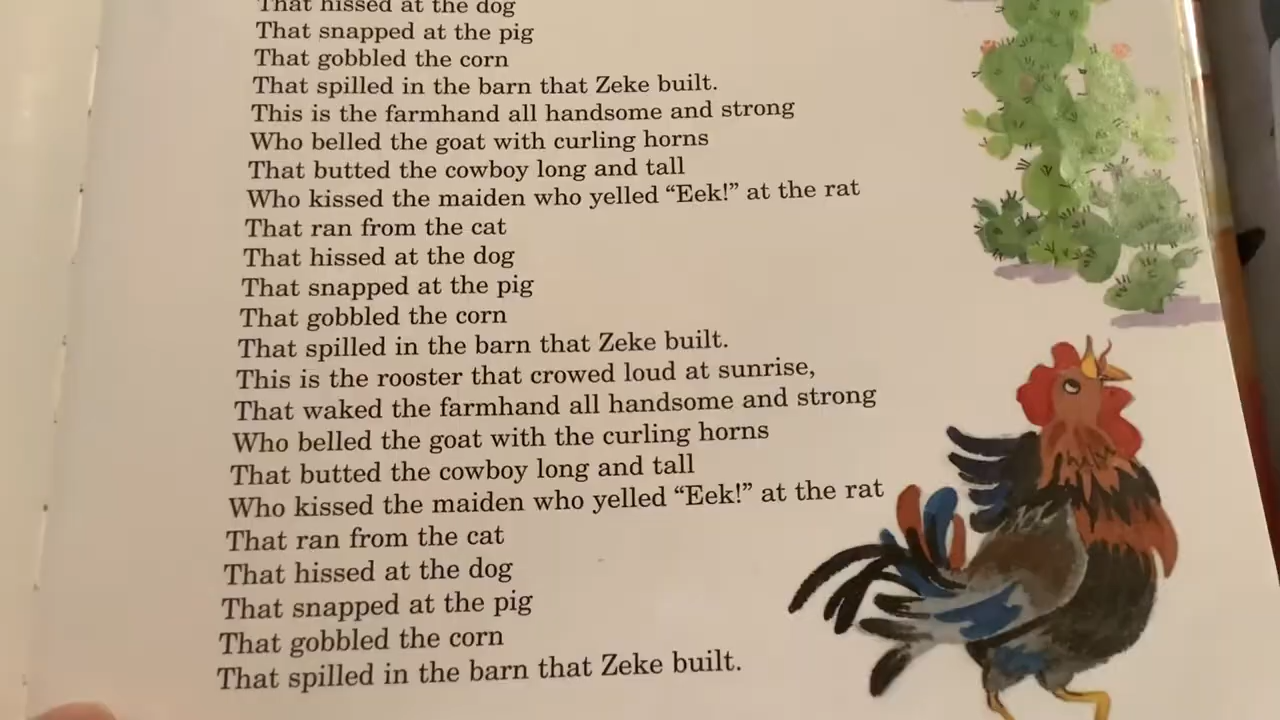 That hissed at the dog
That snapped at the pig
That gobbled the corn
That spilled in the barn that Zeke built.
This is the farmhand all handsome and strong
Who belled the goat with curling horns
That butted the cowboy long and tall
Who kissed the maiden who yelled “Eek!” at the rat
That ran from the cat
That hissed at the dog
That snapped at the pig
That gobbled the corn
That spilled in the barn that Zeke built.
This is the rooster that crowed loud at sunrise,
That waked the farmhand all handsome and strong
Who belled the goat with the curling horns
That butted the cowboy long and tall
Who kissed the maiden who yelled “Eek!” at the rat
That ran from the cat
That hissed at the dog
That snapped at the pig
That gobbled the corn
That spilled in the barn that Zeke built.